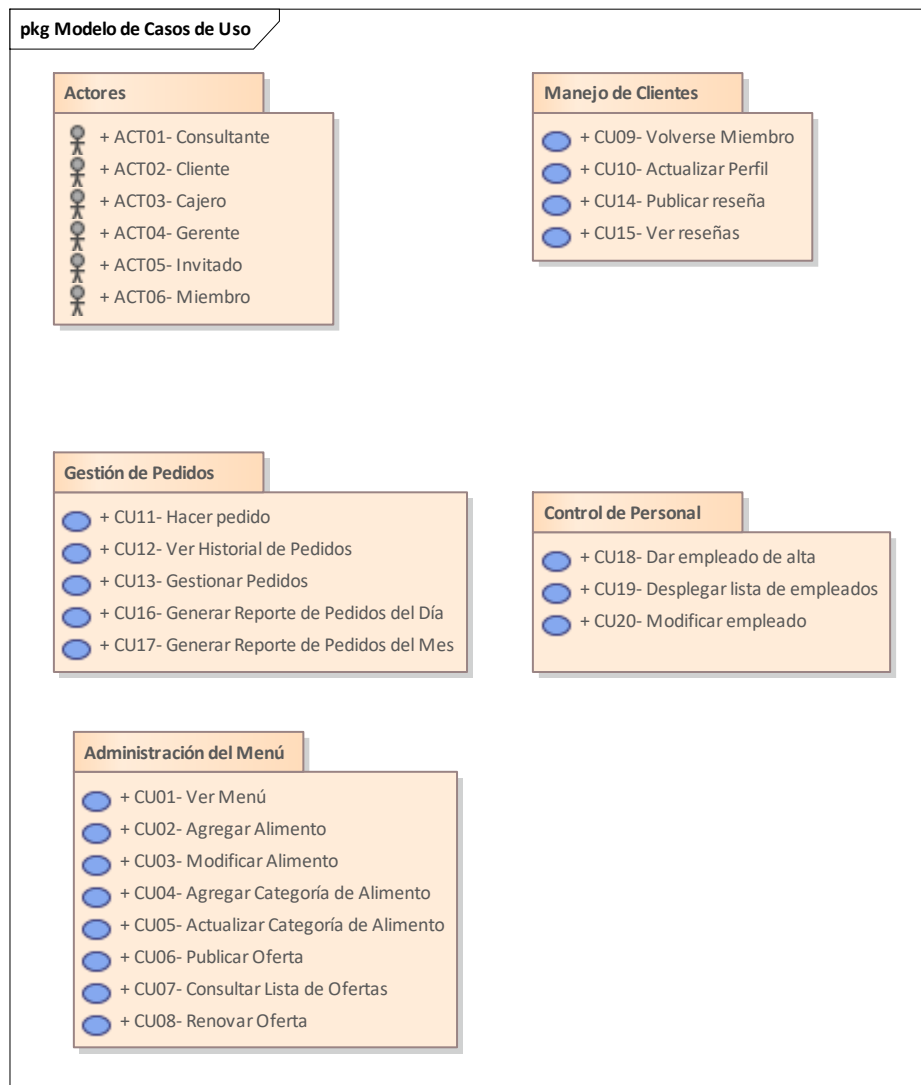 pkg Modelo de Casos de Uso
Actores
+ ACT01- Consultante
+ ACT02- Cliente
+ ACT03- Cajero
+ ACT04- Gerente
+ ACT05- Invitado
+ ACT06- Miembro
Manejo de Clientes
+ CU09- Volverse Miembro
+ CU10- Actualizar Perfil
+ CU14- Publicar reseña
+ CU15- Ver reseñas
Gestión de Pedidos
+ CU11- Hacer pedido
+ CU12- Ver Historial de Pedidos
+ CU13- Gestionar Pedidos
+ CU16- Generar Reporte de Pedidos del Día
+ CU17- Generar Reporte de Pedidos del Mes
Control de Personal
+ CU18- Dar empleado de alta
+ CU19- Desplegar lista de empleados
+ CU20- Modificar empleado
Administración del Menú
+ CU01- Ver Menú
+ CU02- Agregar Alimento
+ CU03- Modificar Alimento
+ CU04- Agregar Categoría de Alimento
+ CU05- Actualizar Categoría de Alimento
+ CU06- Publicar Oferta
+ CU07- Consultar Lista de Ofertas
+ CU08- Renovar Oferta